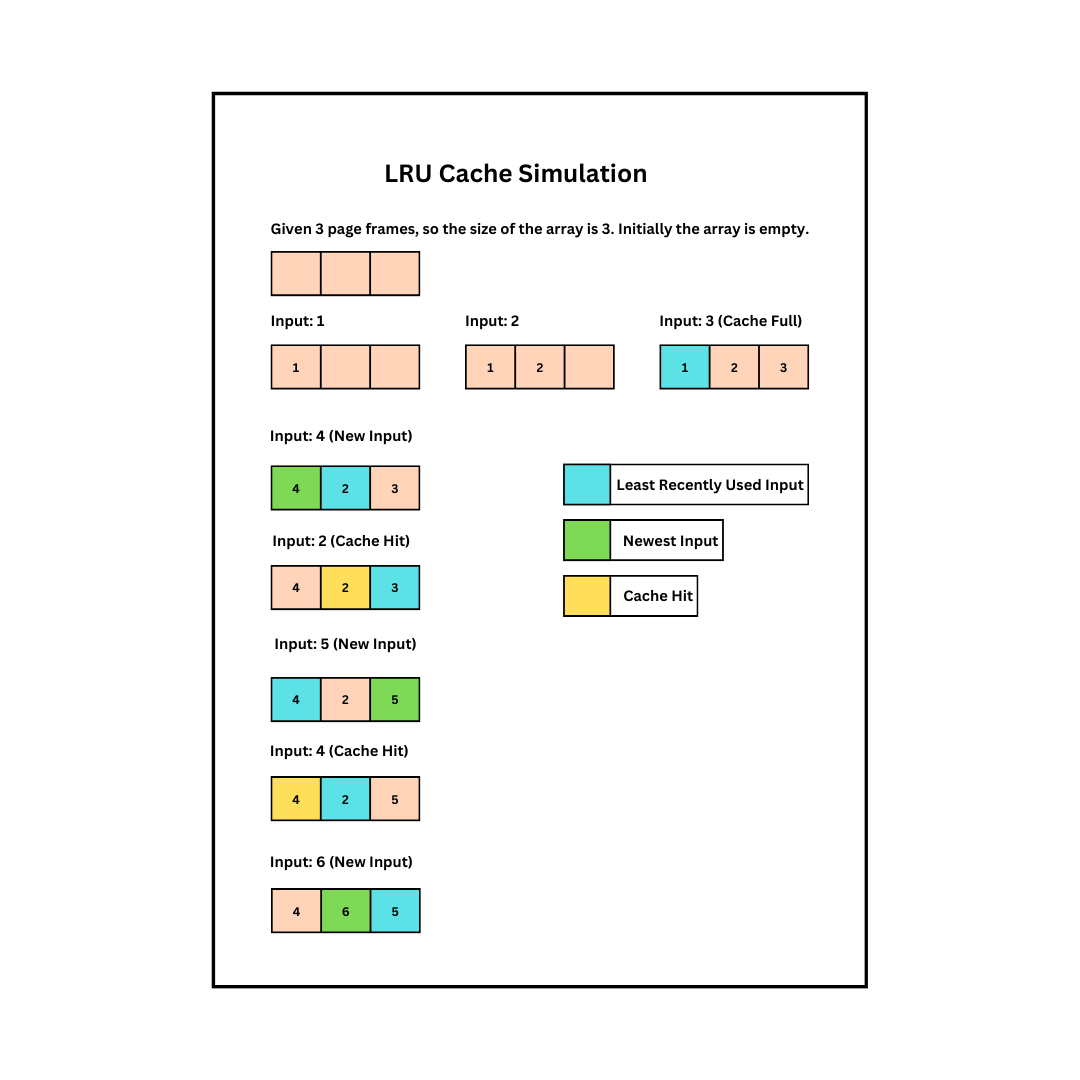 LRU Cache Simulation
Given 3 page frames, so the size of the array is 3. Initially the array is empty.
Input: 1
Input: 2
Input: 3 (Cache Full)
1
1 2
1 2 3
Input: 4 (New Input)
4 2 3
Least Recently Used Input
Input: 2 (Cache Hit)
Newest Input
4 2 3
Cache Hit
Input: 5 (New Input)
4 2 5
Input: 4 (Cache Hit)
4 2 5
Input: 6 (New Input)
4 6 5